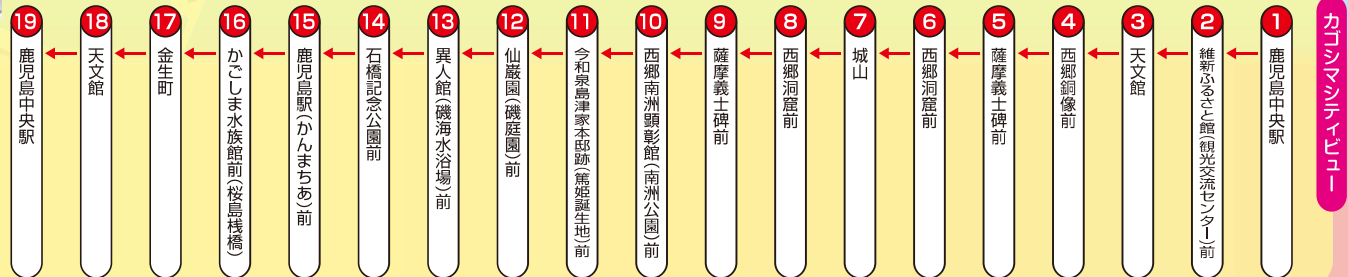 カゴシマシティビュー
1
鹿児島中央駅
2
維新ふるさと館(観光交流センター)前
3
天文館
4
西郷銅像前
5
薩摩義士碑前
6
西郷洞窟前
7
城山
8
西郷洞窟前
9
薩摩義士碑前
10
西郷南洲顕彰館(南洲公園)前
11
今和泉島津家本邸跡(篤姫誕生地)前
12
仙巌園(磯庭園)前
13
異人館(磯海水浴場)前
14
石橋記念公園前
15
鹿児島駅(かんまちあ)前
16
かごしま水族館前(桜島桟橋)
17
金生町
18
天文館
19
鹿児島中央駅